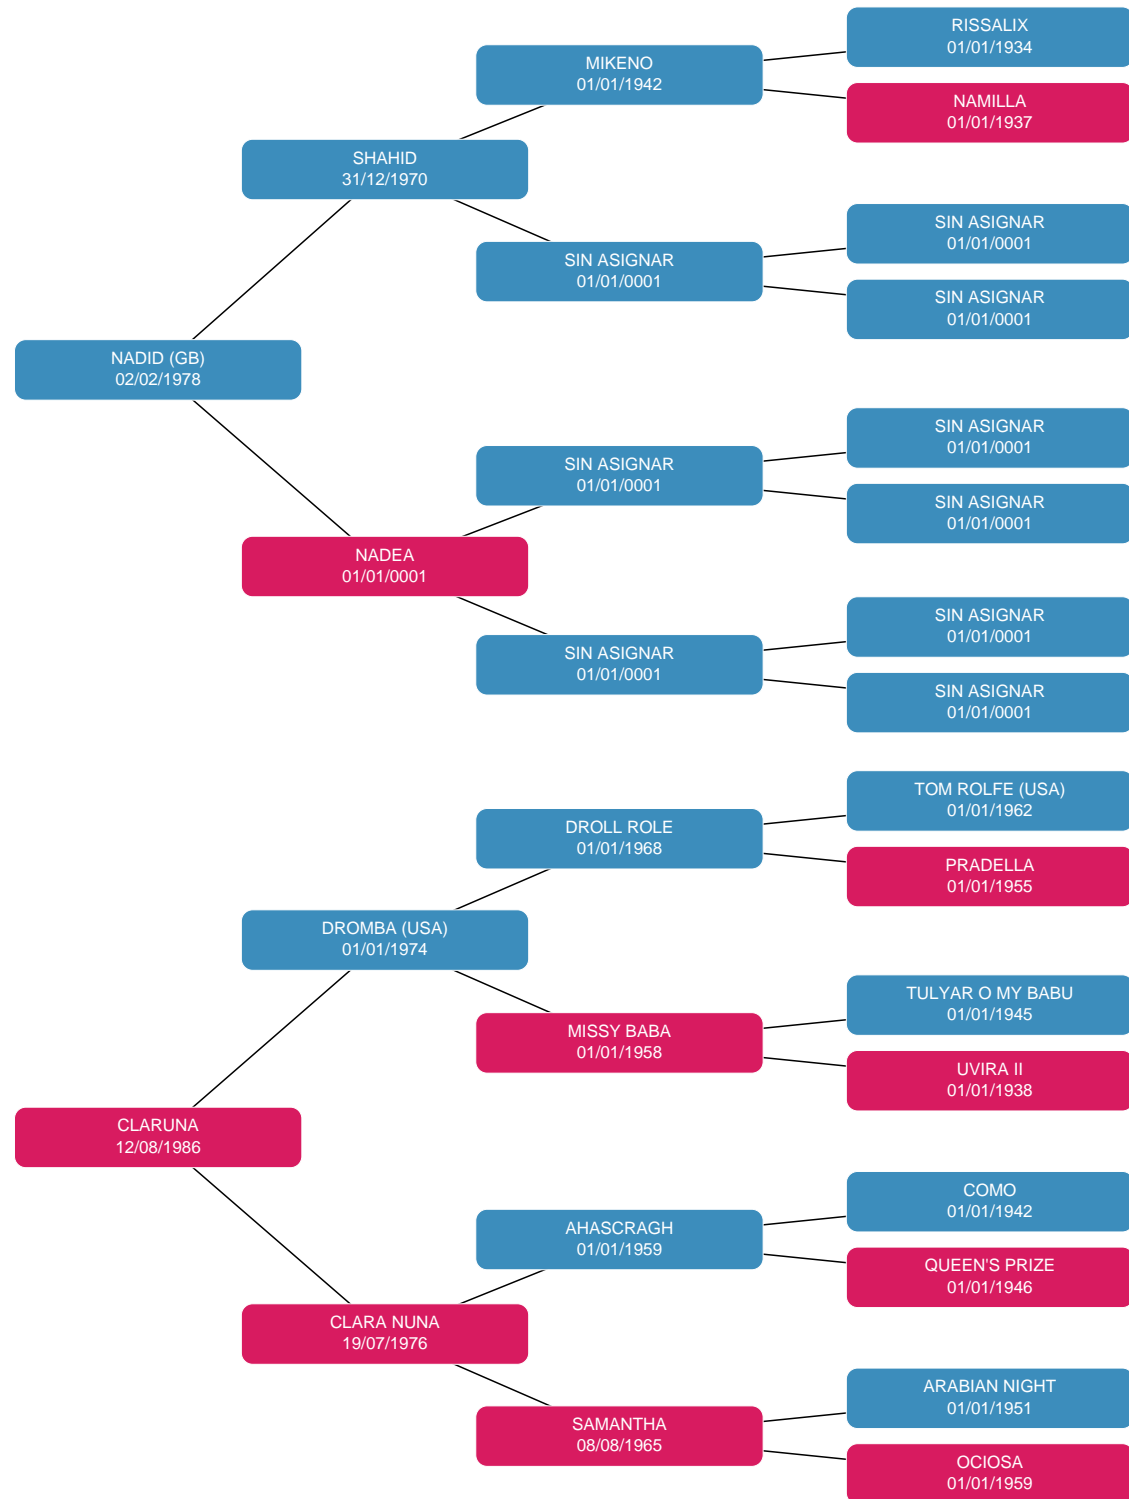 RISSALIX
01/01/1934
MIKENO
01/01/1942
NAMILLA
01/01/1937
SHAHID
31/12/1970
SIN ASIGNAR
01/01/0001
SIN ASIGNAR
01/01/0001
SIN ASIGNAR
01/01/0001
NADID (GB)
02/02/1978
SIN ASIGNAR
01/01/0001
SIN ASIGNAR
01/01/0001
SIN ASIGNAR
01/01/0001
NADEA
01/01/0001
SIN ASIGNAR
01/01/0001
SIN ASIGNAR
01/01/0001
SIN ASIGNAR
01/01/0001
TOM ROLFE (USA)
01/01/1962
DROLL ROLE
01/01/1968
PRADELLA
01/01/1955
DROMBA (USA)
01/01/1974
TULYAR O MY BABU
01/01/1945
MISSY BABA
01/01/1958
UVIRA II
01/01/1938
CLARUNA
12/08/1986
COMO
01/01/1942
AHASCRAGH
01/01/1959
QUEEN'S PRIZE
01/01/1946
CLARA NUNA
19/07/1976
ARABIAN NIGHT
01/01/1951
SAMANTHA
08/08/1965
OCIOSA
01/01/1959